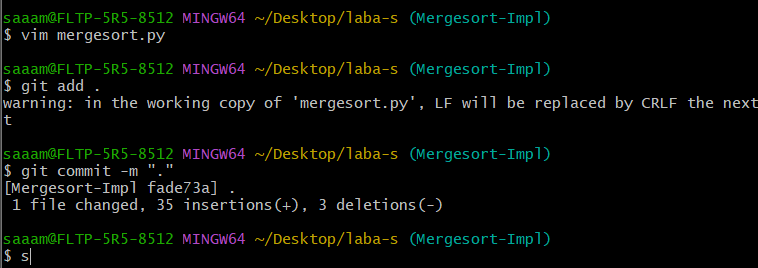 saaam@FLTP-5R5-8512 MINGW64 ~/Desktop/laba-s (Mergesort-Impl)
$ vim mergesort.py
saaam@FLTP-5R5-8512 MINGW64 ~/Desktop/laba-s (Mergesort-Impl)
$ git add .
warning: in the working copy of 'mergesort.py', LF will be replaced by CRLF the next
t
saaam@FLTP-5R5-8512 MINGW64 ~/Desktop/laba-s (Mergesort-Impl)
$ git commit -m "."
[Mergesort-Impl fade73a] .
 1 file changed, 35 insertions(+), 3 deletions(-)
saaam@FLTP-5R5-8512 MINGW64 ~/Desktop/laba-s (Mergesort-Impl)
$ s